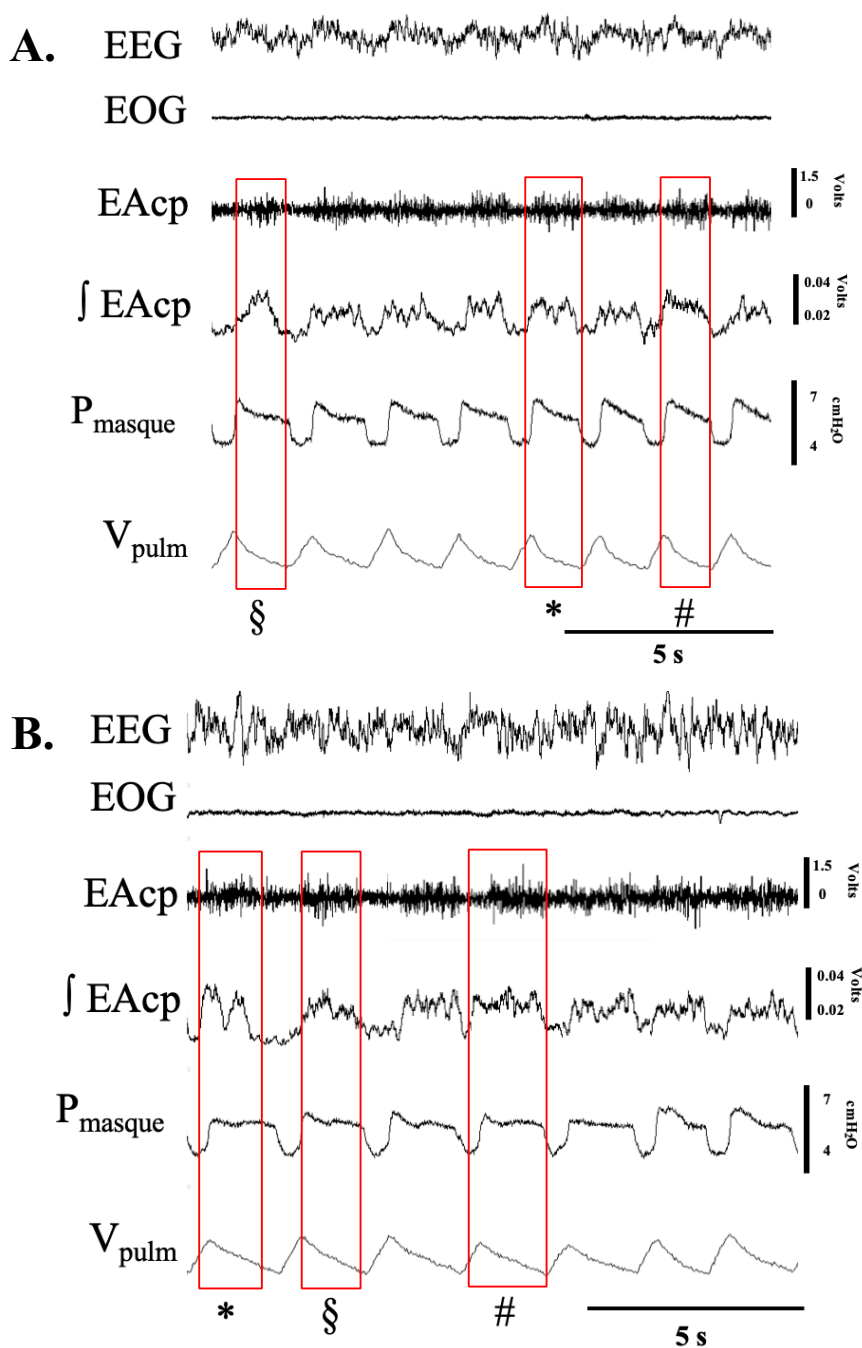 A.
EEG
EOG
EAcp
1.5
0
Volts
∫ EAcp
0.04
0.02
Volts
Pmasque
7
4
cmH2O
Vpulm
§ * #
5 s
B.
EEG
EOG
EAcp
1.5
0
Volts
∫ EAcp
0.04
0.02
Volts
Pmasque
7
4
cmH2O
Vpulm
* § #
5 s